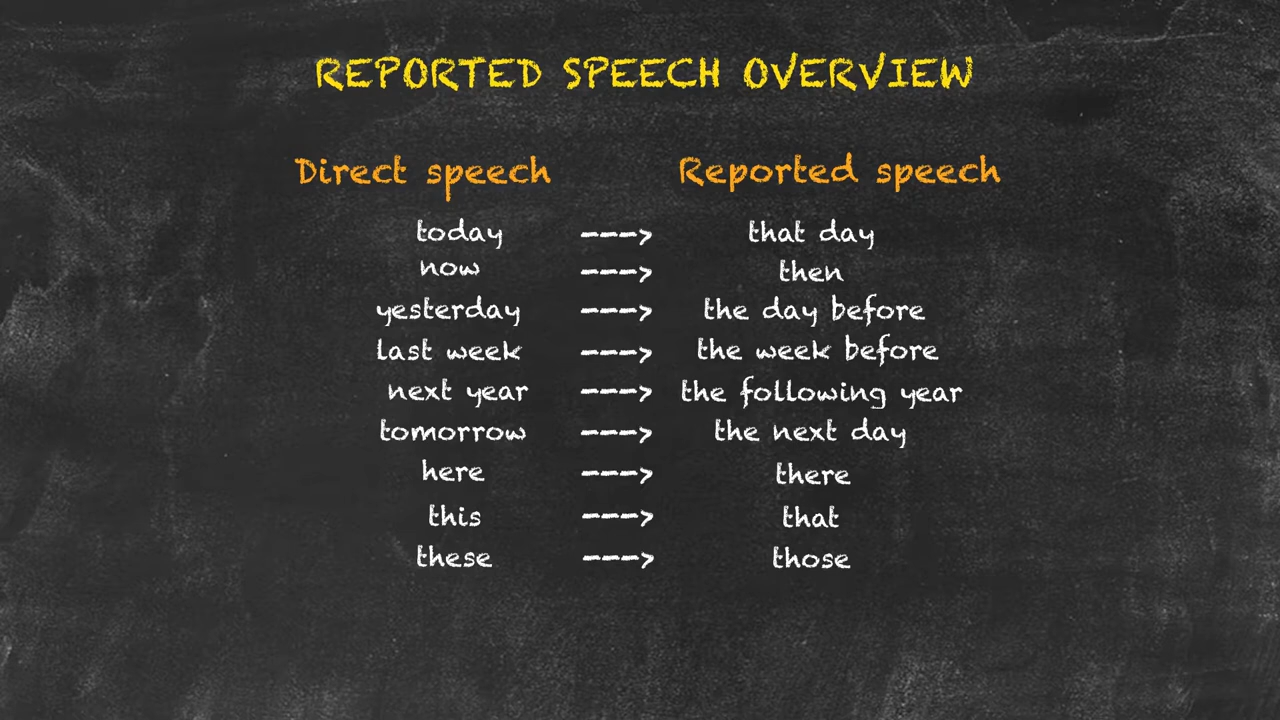 REPORTED SPEECH OVERVIEW
Direct speech Reported speech
today ---> that day
now ---> then
yesterday ---> the day before
last week ---> the week before
next year ---> the following year
tomorrow ---> the next day
here ---> there
this ---> that
these ---> those